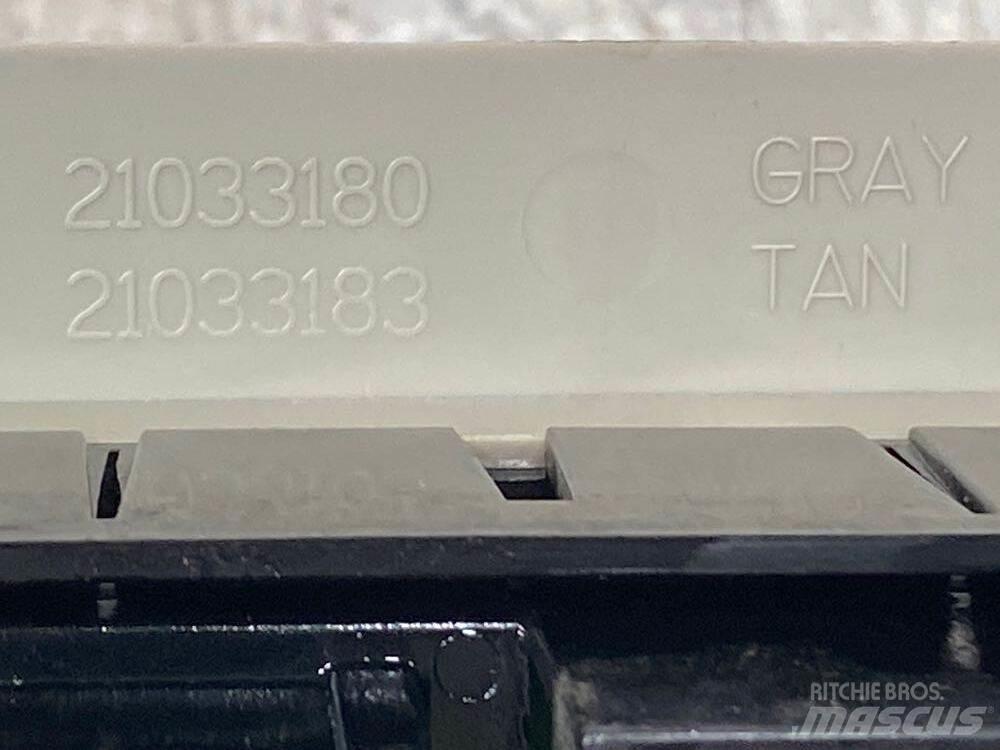 21033180 GRAY
21033183 TAN
RITCHIE BROS.
MASCUS